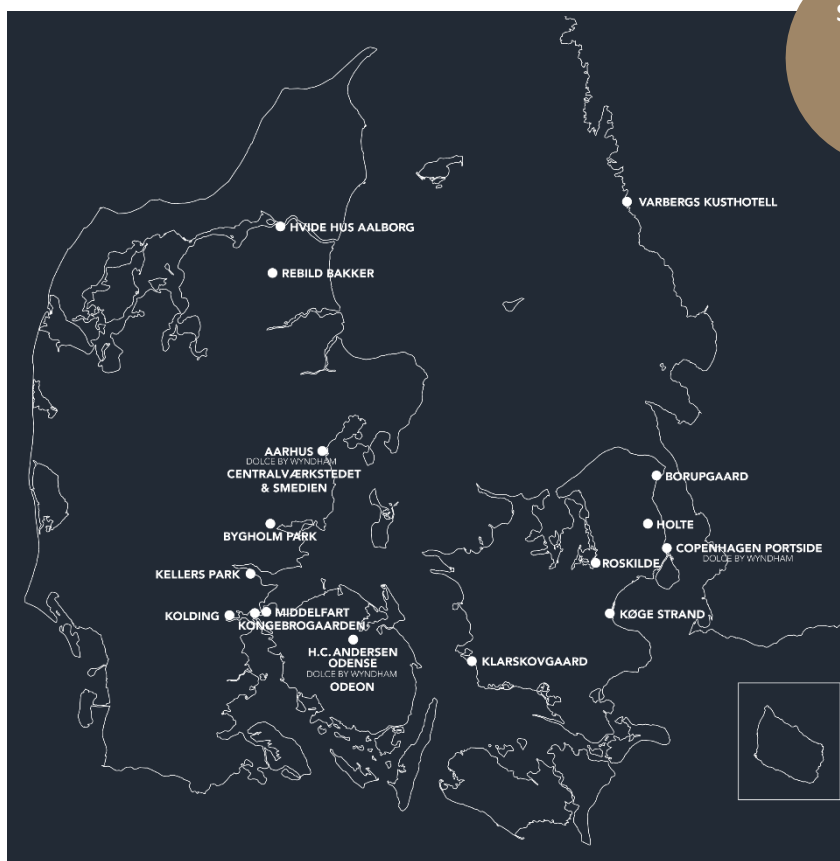 S
VARBERGS KUSTHOTELL
HVIDE HUS AALBORG
REBILD BAKKER
AARHUS
DOLCE BY WYNDHAM
CENTRALVÆRKSTEDET
& SMEDIEN
BORUPGAARD
BYGHOLM PARK
HOLTE
COPENHAGEN PORTSIDE
DOLCE BY WYNDHAM
ROSKILDE
KELLERS PARK
KOLDING
MIDDELFART
KONGEBROGAARDEN
KØGE STRAND
H.C. ANDERSEN
ODENSE
DOLCE BY WYNDHAM
ODEON
KLARSKOVGAARD